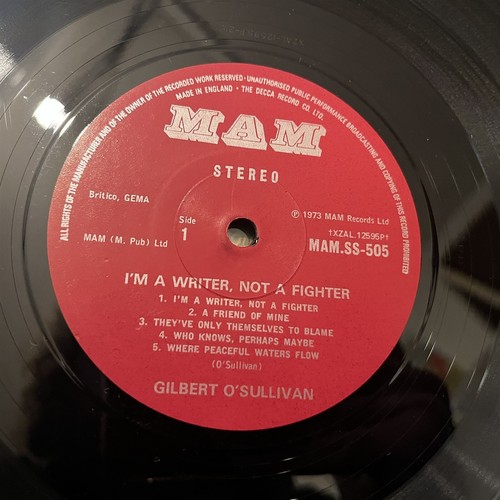 ALL RIGHTS OF THE MANUFACTURER AND OF THE OWNER OF THE RECORDED WORK RESERVED · UNAUTHORISED PUBLIC PERFORMANCE BROADCASTING AND COPYING OF THIS RECORD PROHIBITED
MADE IN ENGLAND · THE DECCA RECORD CO. LTD.
MAM
STEREO
Britico, GEMA
℗ 1973 MAM Records Ltd
Side
1
†XZAL.12595P†
MAM (M. Pub) Ltd
MAM.SS-505
I'M A WRITER, NOT A FIGHTER
1. I'M A WRITER, NOT A FIGHTER
2. A FRIEND OF MINE
3. THEY'VE ONLY THEMSELVES TO BLAME
4. WHO KNOWS, PERHAPS MAYBE
5. WHERE PEACEFUL WATERS FLOW
(O'Sullivan)
GILBERT O'SULLIVAN